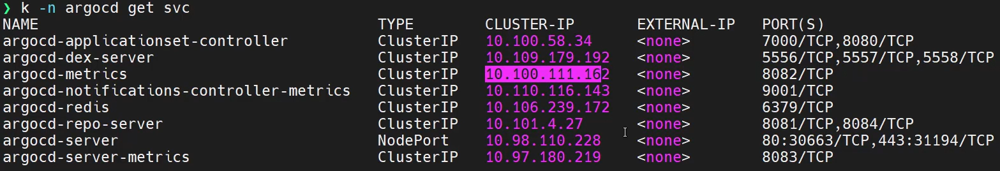 ❯ k -n argocd get svc
NAME TYPE CLUSTER-IP EXTERNAL-IP PORT(S)
argocd-applicationset-controller ClusterIP 10.100.58.34 <none> 7000/TCP,8080/TCP
argocd-dex-server ClusterIP 10.109.179.192 <none> 5556/TCP,5557/TCP,5558/TCP
argocd-metrics ClusterIP 10.100.111.162 <none> 8082/TCP
argocd-notifications-controller-metrics ClusterIP 10.110.116.143 <none> 9001/TCP
argocd-redis ClusterIP 10.106.239.172 <none> 6379/TCP
argocd-repo-server ClusterIP 10.101.4.27 <none> 8081/TCP,8084/TCP
argocd-server NodePort 10.98.110.228 <none> 80:30663/TCP,443:31194/TCP
argocd-server-metrics ClusterIP 10.97.180.219 <none> 8083/TCP